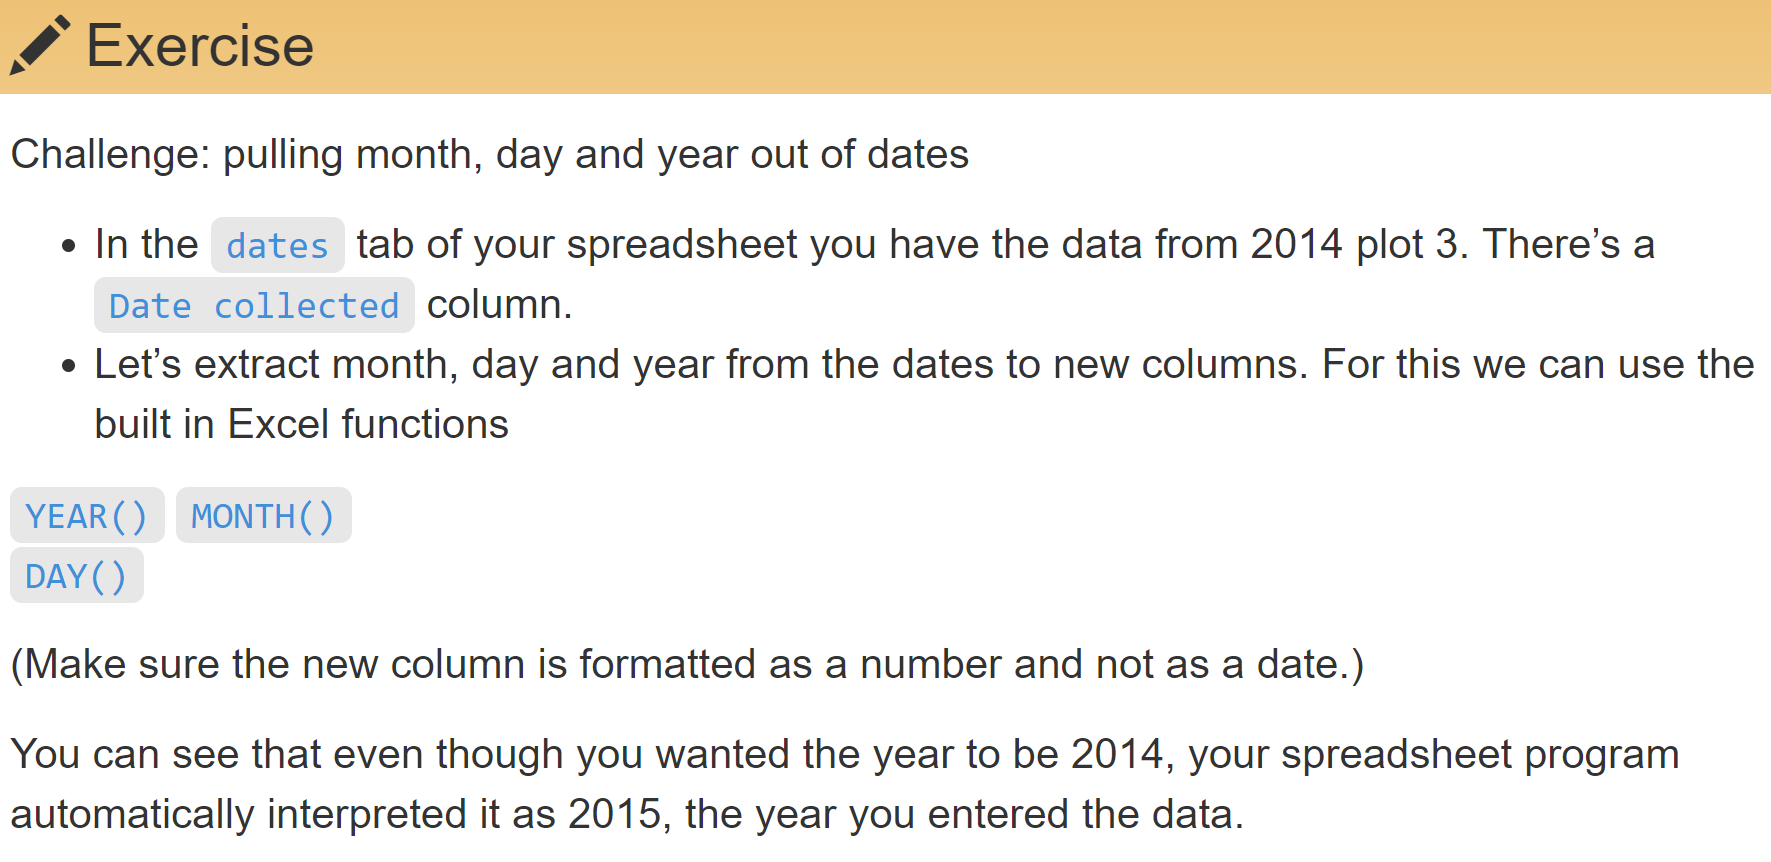 Exercise
Challenge: pulling month, day and year out of dates
• In the dates tab of your spreadsheet you have the data from 2014 plot 3. There’s a
Date collected column.
• Let’s extract month, day and year from the dates to new columns. For this we can use the
built in Excel functions
YEAR() MONTH()
DAY()
(Make sure the new column is formatted as a number and not as a date.)
You can see that even though you wanted the year to be 2014, your spreadsheet program
automatically interpreted it as 2015, the year you entered the data.